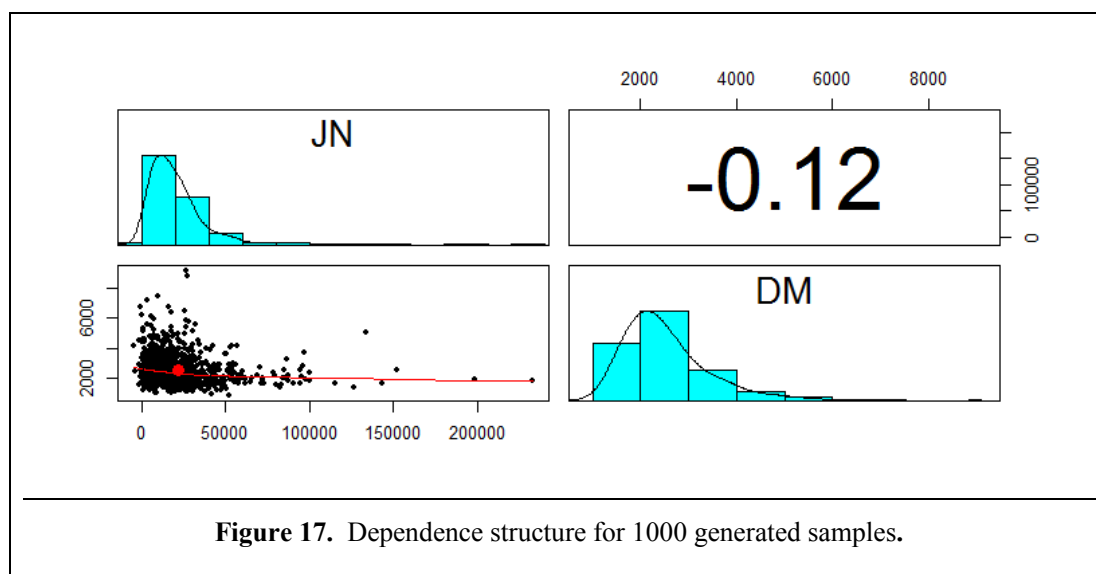 2000 4000 6000 8000
JN
-0.12
0 100000
2000 6000
DM
0 50000 100000 150000 200000
Figure 17. Dependence structure for 1000 generated samples.